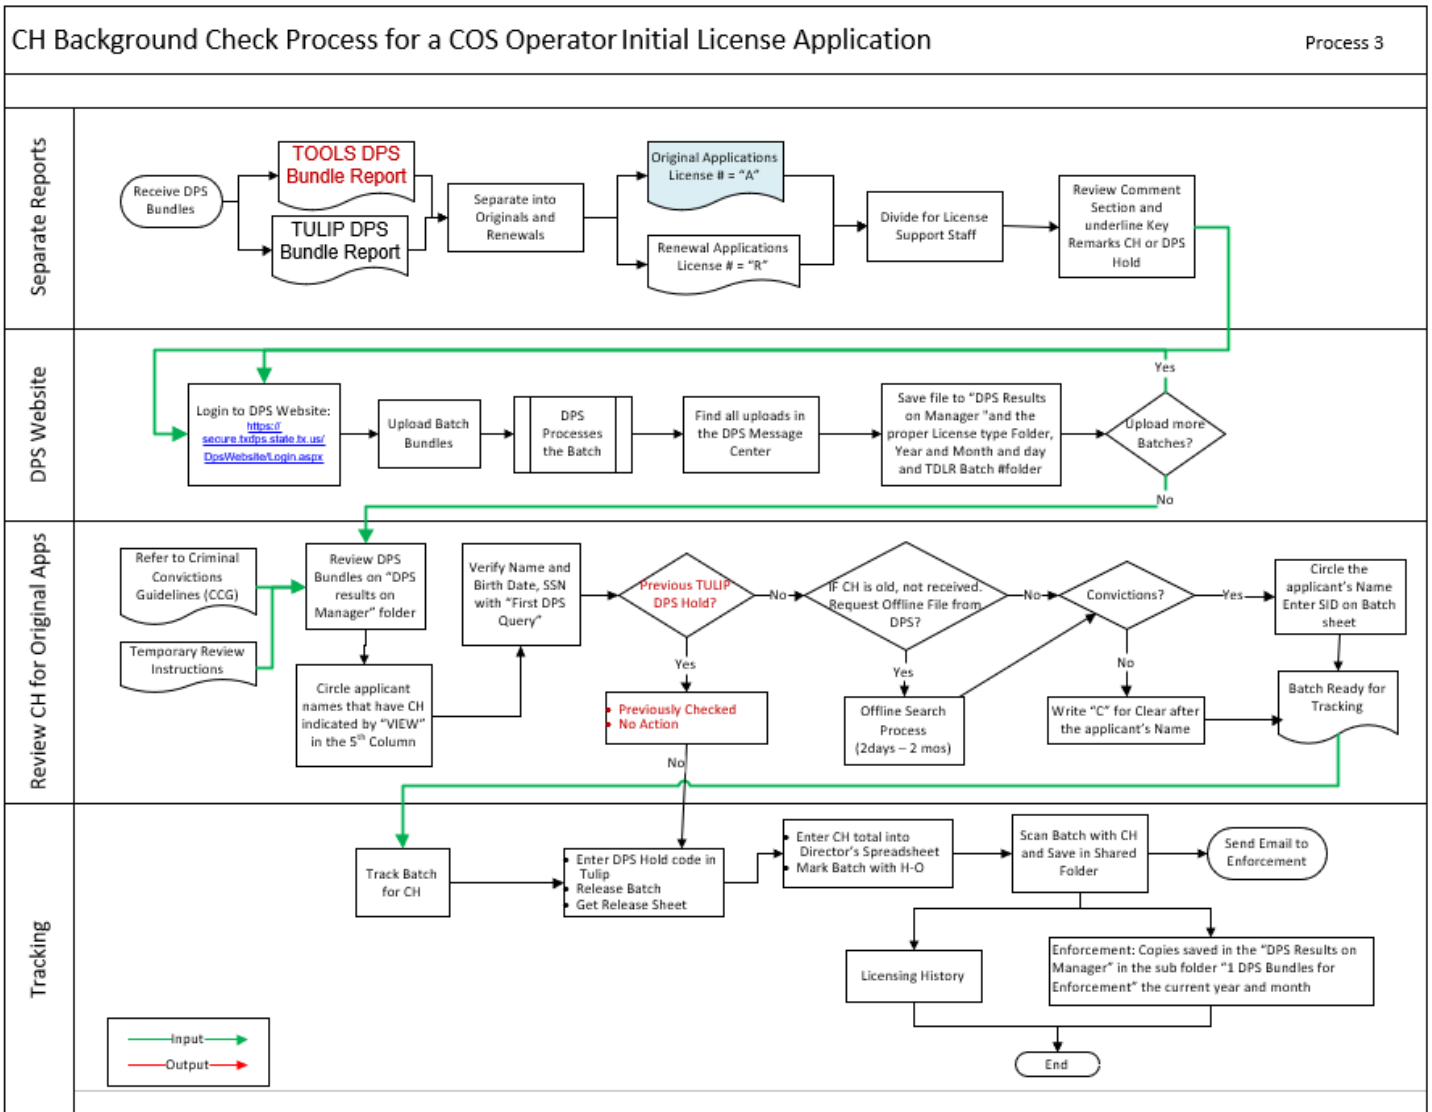 CH Background Check Process for a COS Operator Initial License Application
Process 3
Separate Reports
Receive DPS
Bundles
TOOLS DPS
Bundle Report
TULIP DPS
Bundle Report
Separate into
Originals and
Renewals
Original Applications
License # = “A”
Renewal Applications
License # = “R”
Divide for License
Support Staff
Review Comment
Section and
underline Key
Remarks CH or DPS
Hold
DPS Website
Login to DPS Website:
https://
secure.txdps.state.tx.us/
DpsWebsite/Login.aspx
Upload Batch
Bundles
DPS
Processes
the Batch
Find all uploads in
the DPS Message
Center
Save file to “DPS Results
on Manager "and the
proper License type Folder,
Year and Month and day
and TDLR Batch #folder
Yes
Upload more
Batches?
No
Review CH for Original Apps
Refer to Criminal
Convictions
Guidelines (CCG)
Temporary Review
Instructions
Review DPS
Bundles on “DPS
results on
Manager” folder
Circle applicant
names that have CH
indicated by “VIEW”
in the 5th Column
Verify Name and
Birth Date, SSN
with “First DPS
Query”
Previous TULIP
DPS Hold?
No
Yes
Previously Checked
No Action
No
IF CH is old, not received.
Request Offline File from
DPS?
No
Yes
Offline Search
Process
(2days – 2 mos)
Convictions?
Yes
No
Write “C” for Clear after
the applicant’s Name
Circle the
applicant’s Name
Enter SID on Batch
sheet
Batch Ready for
Tracking
Tracking
Track Batch
for CH
Enter DPS Hold code in
Tulip
Release Batch
Get Release Sheet
Enter CH total into
Director’s Spreadsheet
Mark Batch with H-O
Scan Batch with CH
and Save in Shared
Folder
Send Email to
Enforcement
Licensing History
Enforcement: Copies saved in the “DPS Results on
Manager” in the sub folder “1 DPS Bundles for
Enforcement” the current year and month
End
Input
Output